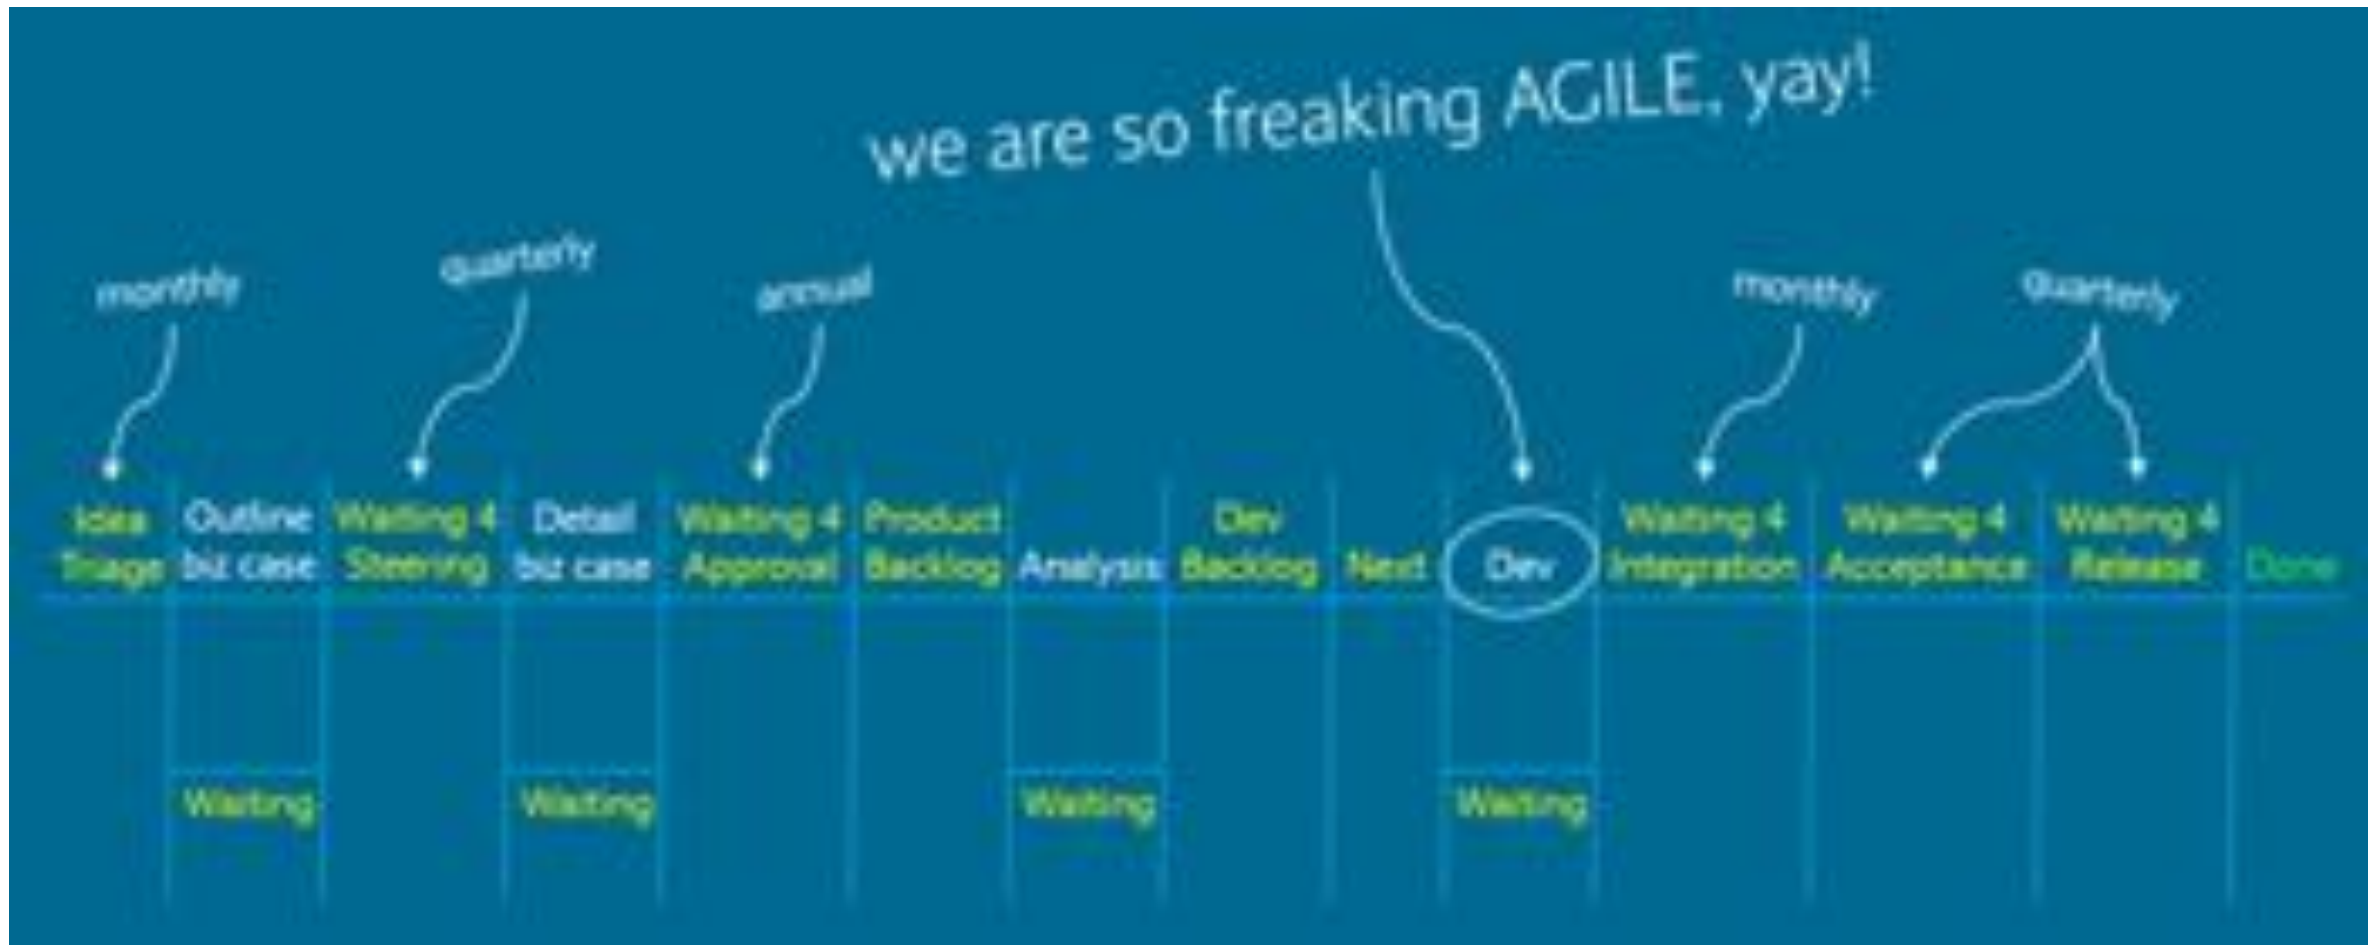 we are so freaking AGILE, yay!
monthly
quarterly
annual
monthly
quarterly
Idea
Triage
Outline
biz case
Waiting 4
Steering
Detail
biz case
Waiting 4
Approval
Product
Backlog
Analysis
Dev
Backlog
Next
Dev
Waiting 4
Integration
Waiting 4
Acceptance
Waiting 4
Release
Done
Waiting
Waiting
Waiting
Waiting